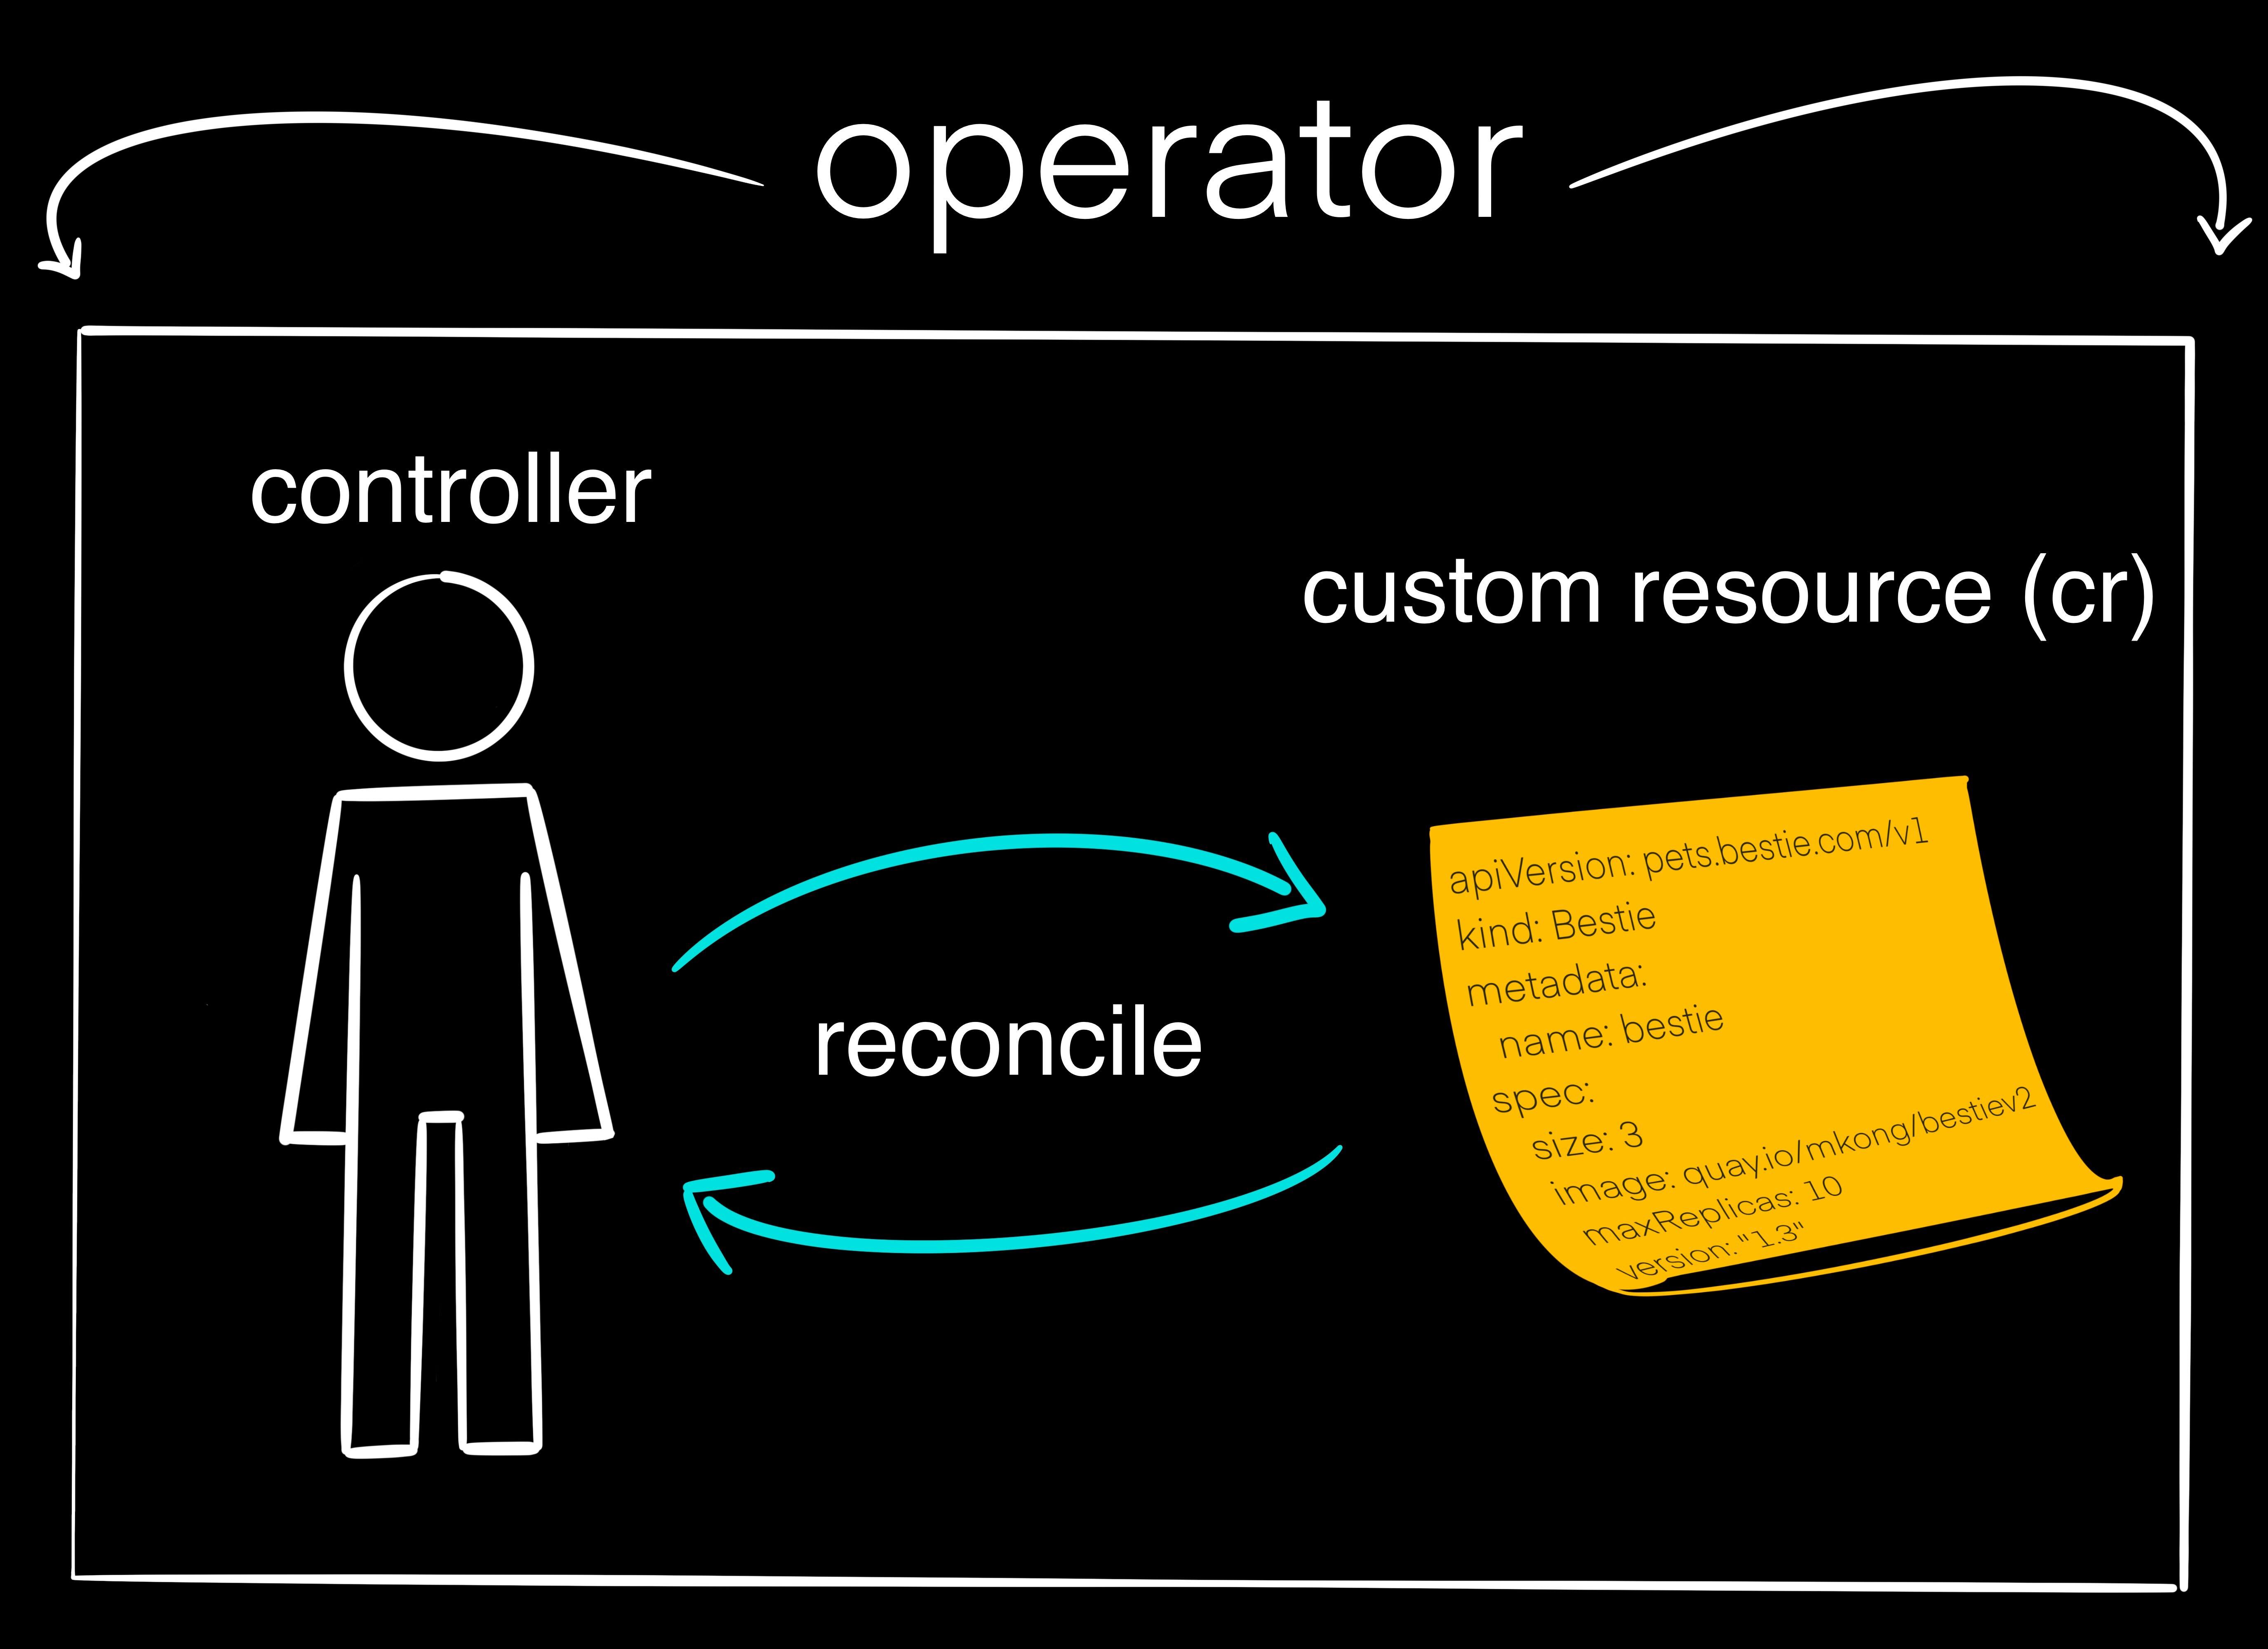 operator
controller
custom resource (cr)
reconcile
apiVersion: pets.bestie.com/v1
kind: Bestie
metadata:
name: bestie
spec:
size: 3
image: quay.io/mkong/bestiev2
maxReplicas: 10
version:"1.3"